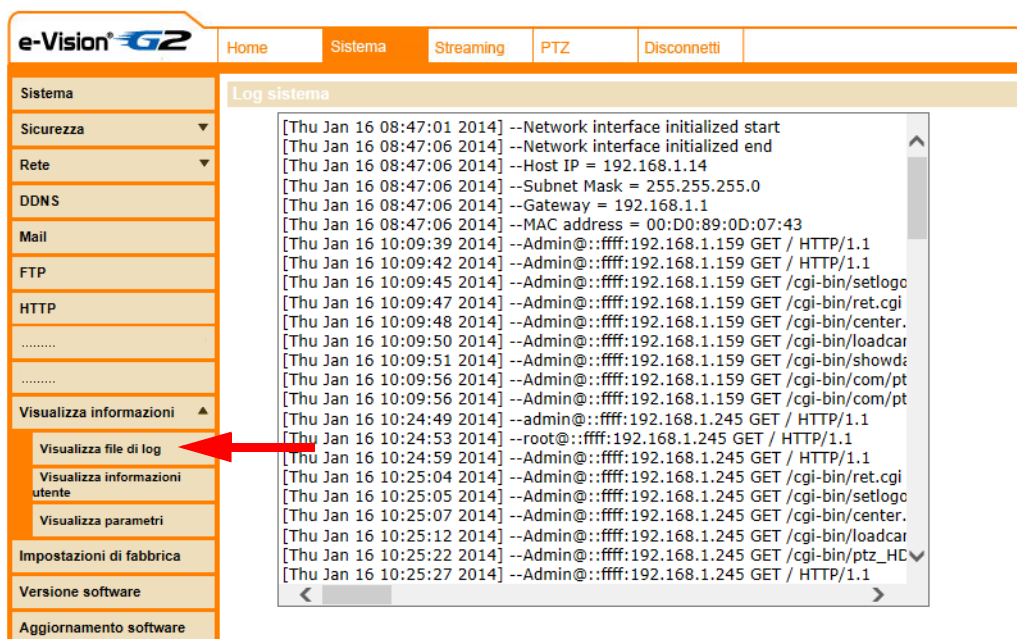 e-Vision® G2
Home Sistema Streaming PTZ Disconnetti
Sistema
Sicurezza
Rete
DDNS
Mail
FTP
HTTP
.........
.........
Visualizza informazioni
Visualizza file di log
Visualizza informazioni
utente
Visualizza parametri
Impostazioni di fabbrica
Versione software
Aggiornamento software
Log sistema
[Thu Jan 16 08:47:01 2014] --Network interface initialized start
[Thu Jan 16 08:47:06 2014] --Network interface initialized end
[Thu Jan 16 08:47:06 2014] --Host IP = 192.168.1.14
[Thu Jan 16 08:47:06 2014] --Subnet Mask = 255.255.255.0
[Thu Jan 16 08:47:06 2014] --Gateway = 192.168.1.1
[Thu Jan 16 08:47:06 2014] --MAC address = 00:D0:89:0D:07:43
[Thu Jan 16 10:09:39 2014] --Admin@::ffff:192.168.1.159 GET / HTTP/1.1
[Thu Jan 16 10:09:42 2014] --Admin@::ffff:192.168.1.159 GET / HTTP/1.1
[Thu Jan 16 10:09:45 2014] --Admin@::ffff:192.168.1.159 GET /cgi-bin/setlogo
[Thu Jan 16 10:09:47 2014] --Admin@::ffff:192.168.1.159 GET /cgi-bin/ret.cgi
[Thu Jan 16 10:09:48 2014] --Admin@::ffff:192.168.1.159 GET /cgi-bin/center.
[Thu Jan 16 10:09:50 2014] --Admin@::ffff:192.168.1.159 GET /cgi-bin/loadcar
[Thu Jan 16 10:09:51 2014] --Admin@::ffff:192.168.1.159 GET /cgi-bin/showda
[Thu Jan 16 10:09:56 2014] --Admin@::ffff:192.168.1.159 GET /cgi-bin/com/pt
[Thu Jan 16 10:09:56 2014] --Admin@::ffff:192.168.1.159 GET /cgi-bin/com/pt
[Thu Jan 16 10:24:49 2014] --admin@::ffff:192.168.1.245 GET / HTTP/1.1
[Thu Jan 16 10:24:53 2014] --root@::ffff:192.168.1.245 GET / HTTP/1.1
[Thu Jan 16 10:24:59 2014] --Admin@::ffff:192.168.1.245 GET / HTTP/1.1
[Thu Jan 16 10:25:04 2014] --Admin@::ffff:192.168.1.245 GET /cgi-bin/ret.cgi
[Thu Jan 16 10:25:05 2014] --Admin@::ffff:192.168.1.245 GET /cgi-bin/setlogo
[Thu Jan 16 10:25:07 2014] --Admin@::ffff:192.168.1.245 GET /cgi-bin/center.
[Thu Jan 16 10:25:12 2014] --Admin@::ffff:192.168.1.245 GET /cgi-bin/loadcar
[Thu Jan 16 10:25:22 2014] --Admin@::ffff:192.168.1.245 GET /cgi-bin/ptz_HD
[Thu Jan 16 10:25:27 2014] --Admin@::ffff:192.168.1.245 GET / HTTP/1.1